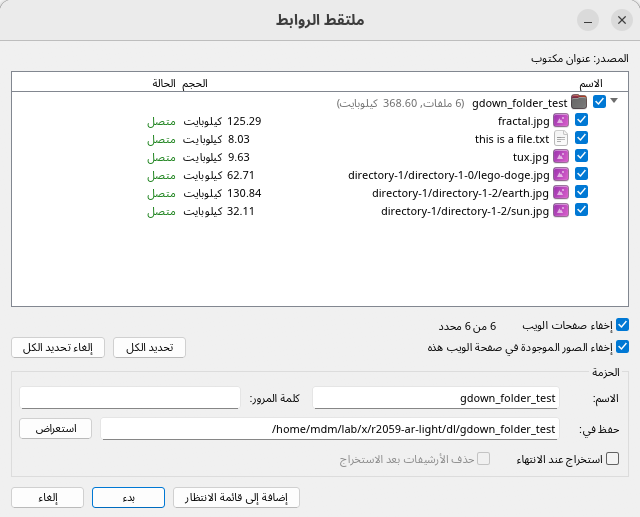 ملتقط الروابط
المصدر: عنوان مكتوب
الاسم الحجم الحالة
gdown_folder_test (6 ملفات, 368.60 كيلوبايت)
fractal.jpg 125.29 كيلوبايت متصل
this is a file.txt 8.03 كيلوبايت متصل
tux.jpg 9.63 كيلوبايت متصل
directory-1/directory-1-0/lego-doge.jpg 62.71 كيلوبايت متصل
directory-1/directory-1-2/earth.jpg 130.84 كيلوبايت متصل
directory-1/directory-1-2/sun.jpg 32.11 كيلوبايت متصل
إخفاء صفحات الويب 6 من 6 محدد
إخفاء الصور الموجودة في صفحة الويب هذه تحديد الكل إلغاء تحديد الكل
الحزمة
الاسم: gdown_folder_test كلمة المرور:
حفظ في: /home/mdm/lab/x/r2059-ar-light/dl/gdown_folder_test استعراض
استخراج عند الانتهاء حذف الأرشيفات بعد الاستخراج
إضافة إلى قائمة الانتظار بدء إلغاء